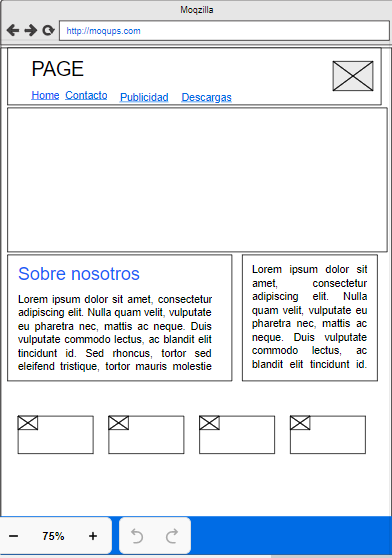 Moqzilla
http://moqups.com
PAGE
Home Contacto Publicidad Descargas
Sobre nosotros
Lorem ipsum dolor sit amet, consectetur
adipiscing elit. Nulla quam velit, vulputate
eu pharetra nec, mattis ac neque. Duis
vulputate commodo lectus, ac blandit elit
tincidunt id. Sed rhoncus, tortor sed
eleifend tristique, tortor mauris molestie
Lorem ipsum dolor sit
amet, consectetur
adipiscing elit. Nulla
quam velit, vulputate eu
pharetra nec, mattis ac
neque. Duis vulputate
commodo lectus, ac
blandit elit tincidunt id.
− 75% +